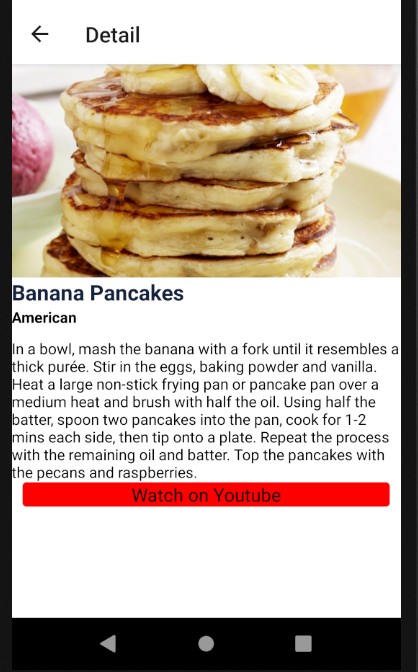 Detail
Banana Pancakes
American
In a bowl, mash the banana with a fork until it resembles a
thick purée. Stir in the eggs, baking powder and vanilla.
Heat a large non-stick frying pan or pancake pan over a
medium heat and brush with half the oil. Using half the
batter, spoon two pancakes into the pan, cook for 1-2
mins each side, then tip onto a plate. Repeat the process
with the remaining oil and batter. Top the pancakes with
the pecans and raspberries.
Watch on Youtube